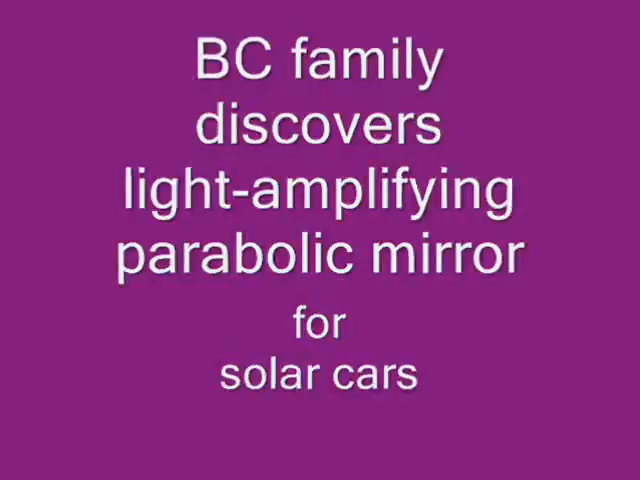 BC family
discovers
light-amplifying
parabolic mirror
for
solar cars